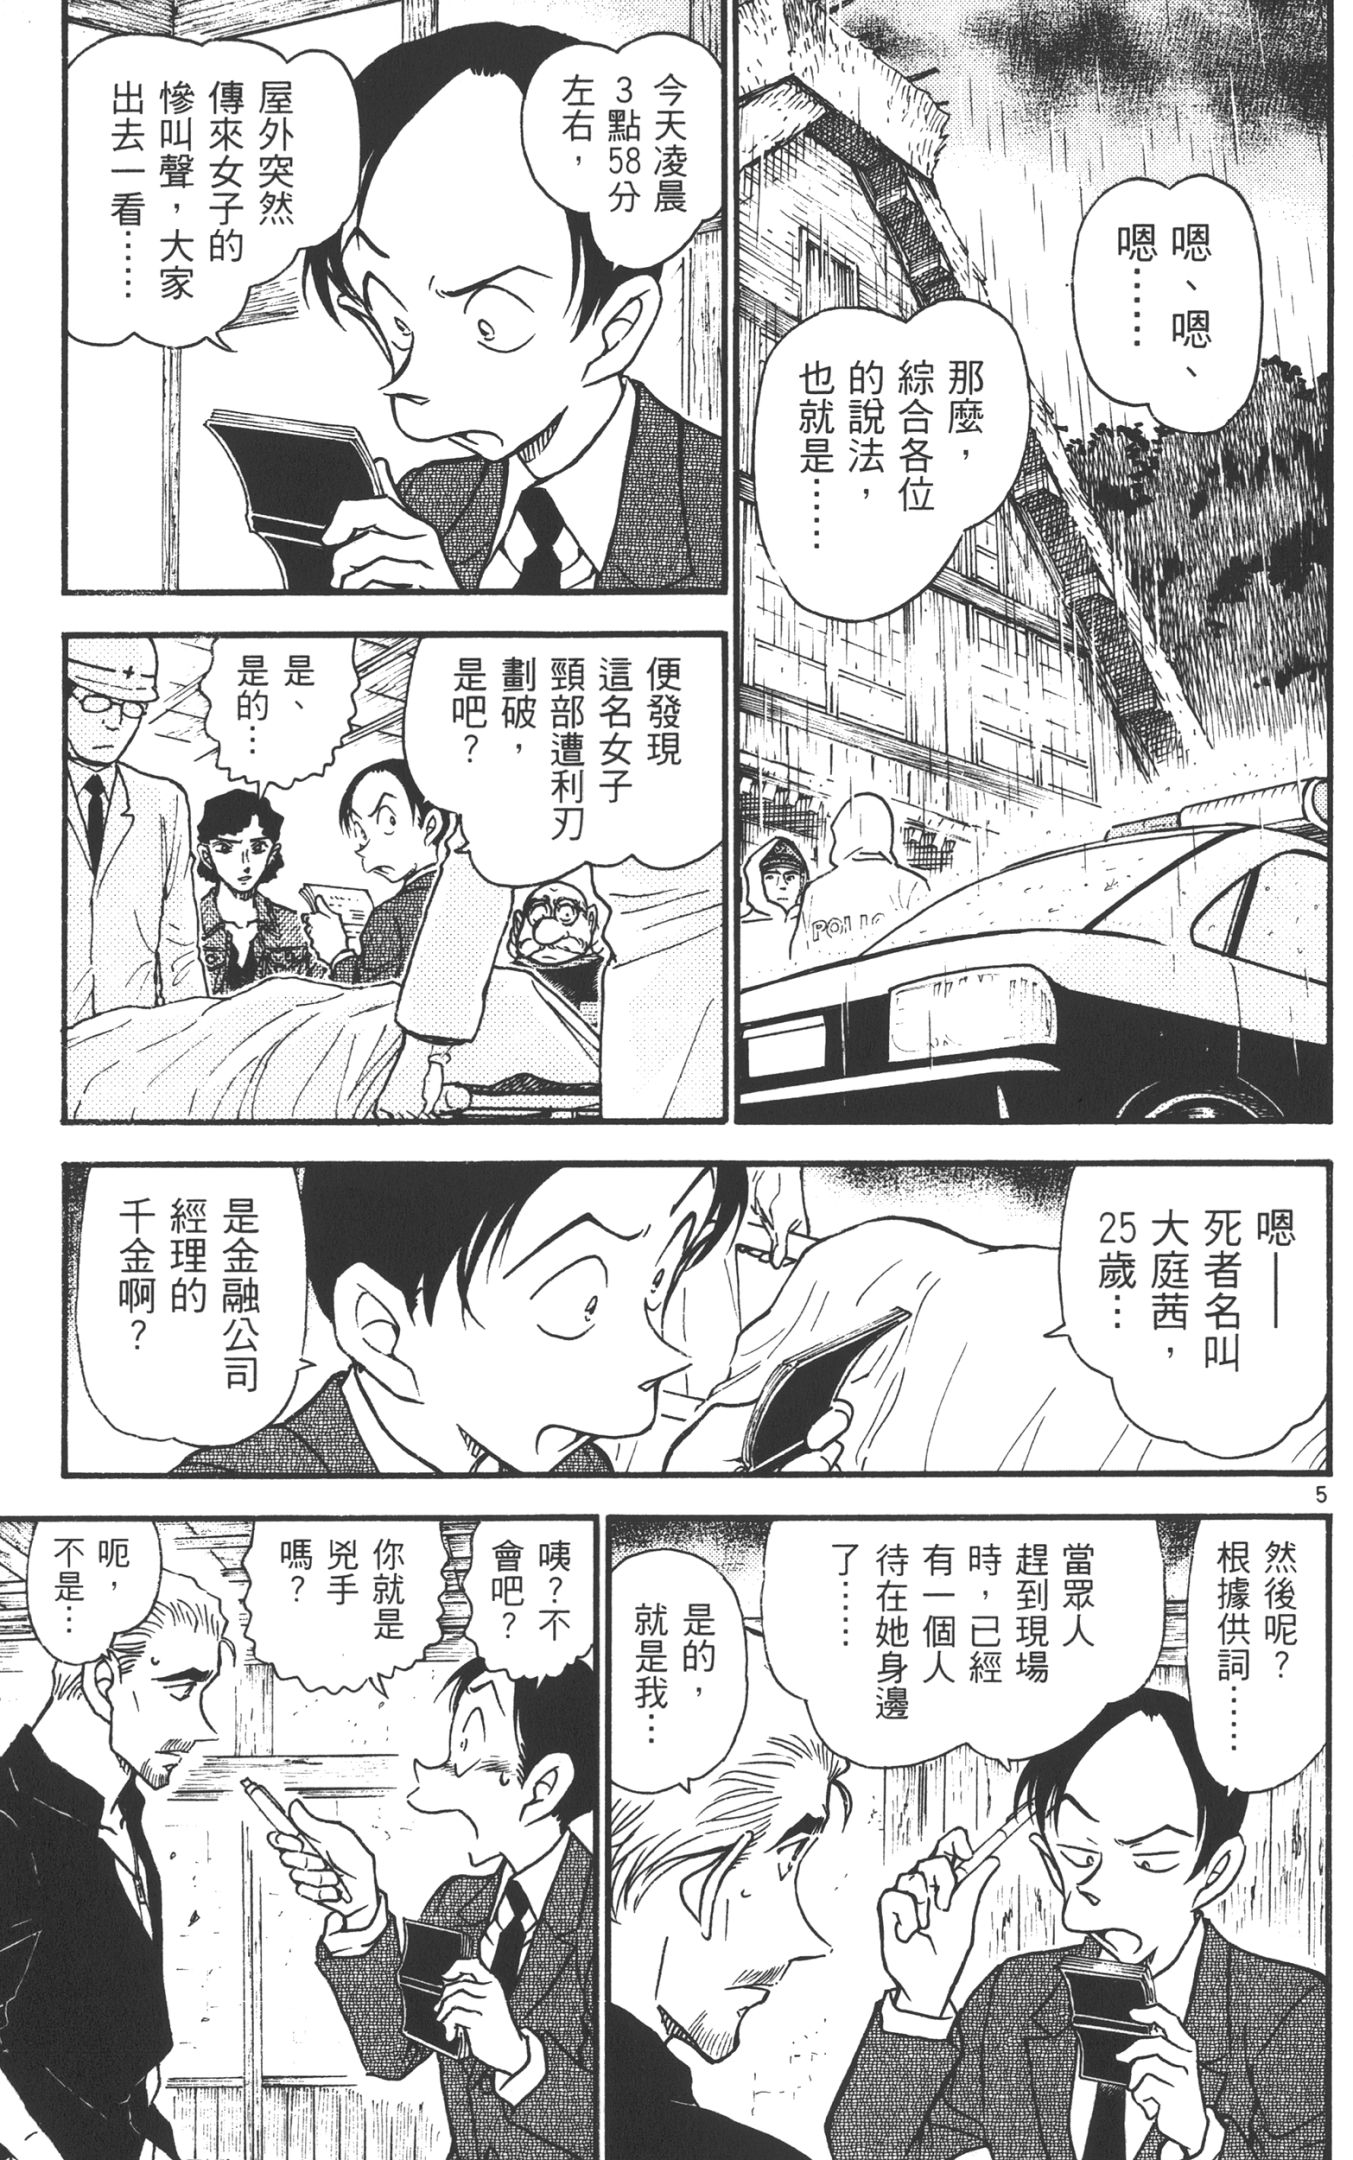 嗯、嗯、
嗯……
那麼，
綜合各位
的說法，
也就是……
POLIC
今天凌晨
3點58分
左右，
屋外突然
傳來女子的
慘叫聲，大家
出去一看……
便發現
這名女子
頸部遭利刃
劃破，
是吧？
是、
是的…
嗯——
死者名叫
大庭茜，
25歲…
是金融公司
經理的
千金啊？
5
然後呢？
根據供詞……
當眾人
趕到現場
時，已經
有一個人
待在她身邊
了……
是的，
就是我…
咦？不
會吧？
你就是
兇手
嗎？
呃，
不是…